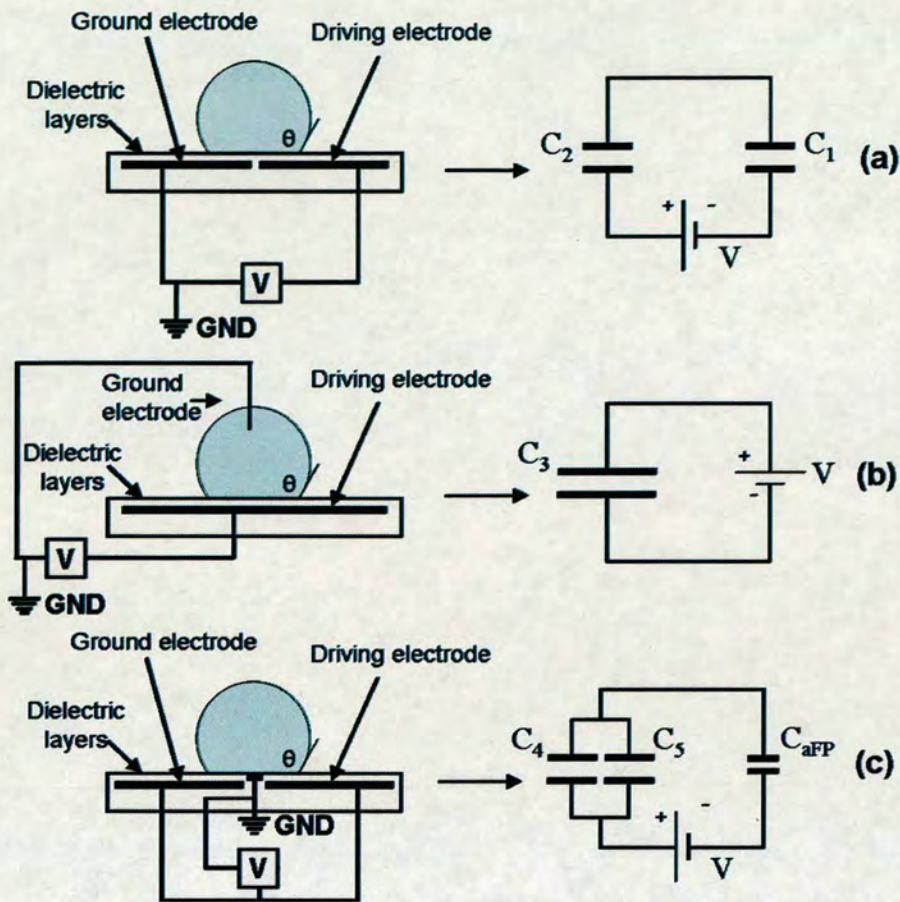 Ground electrode
Driving electrode
Dielectric
layers
θ
V
GND
C₂
C₁
+ -
V
(a)
Ground
electrode
Driving electrode
Dielectric
layers
θ
V
GND
C₃
+
V
-
(b)
Ground electrode
Driving electrode
Dielectric
layers
θ
GND
V
C₄
C₅
CaFP
+ -
V
(c)